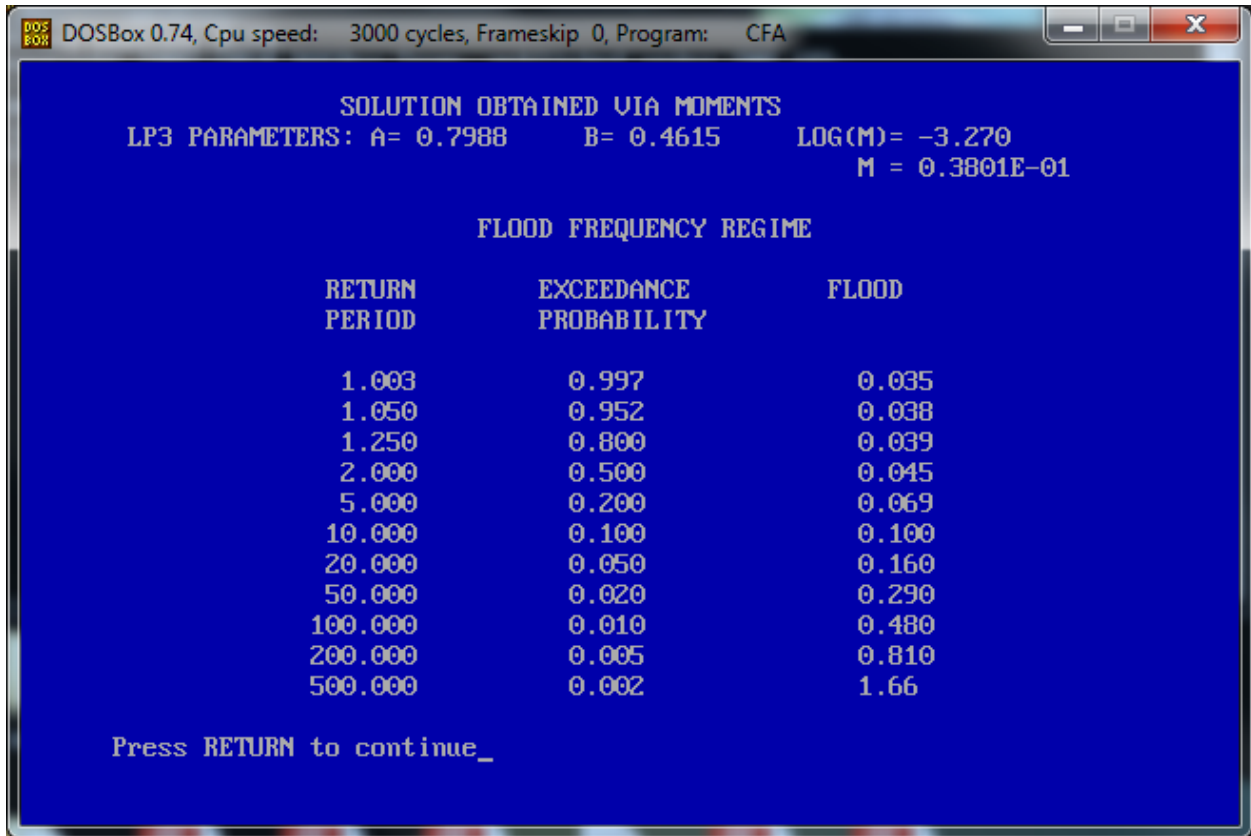 DOS BOX DOSBox 0.74, Cpu speed: 3000 cycles, Frameskip 0, Program: CFA
SOLUTION OBTAINED VIA MOMENTS
LP3 PARAMETERS: A= 0.7988 B= 0.4615 LOG(M)= -3.270
M = 0.3801E-01
FLOOD FREQUENCY REGIME
RETURN EXCEEDANCE FLOOD
PERIOD PROBABILITY
1.003 0.997 0.035
1.050 0.952 0.038
1.250 0.800 0.039
2.000 0.500 0.045
5.000 0.200 0.069
10.000 0.100 0.100
20.000 0.050 0.160
50.000 0.020 0.290
100.000 0.010 0.480
200.000 0.005 0.810
500.000 0.002 1.66
Press RETURN to continue_